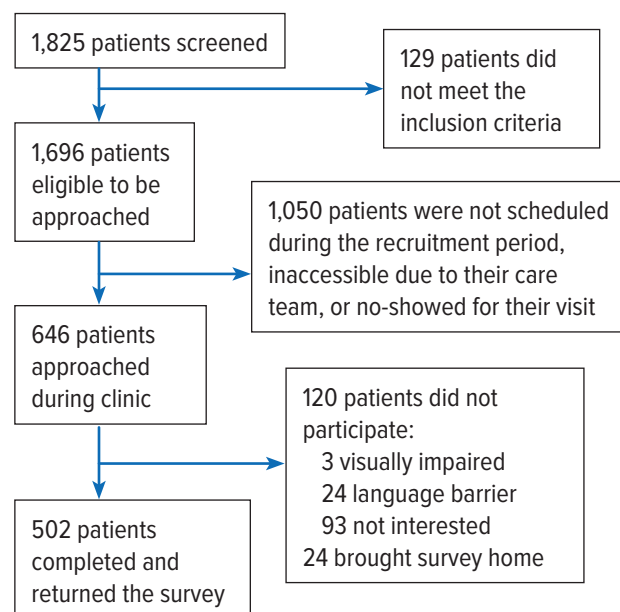 1,825 patients screened
129 patients did
not meet the
inclusion criteria
1,696 patients
eligible to be
approached
1,050 patients were not scheduled
during the recruitment period,
inaccessible due to their care
team, or no-showed for their visit
646 patients
approached
during clinic
120 patients did not
participate:
3 visually impaired
24 language barrier
93 not interested
24 brought survey home
502 patients
completed and
returned the survey